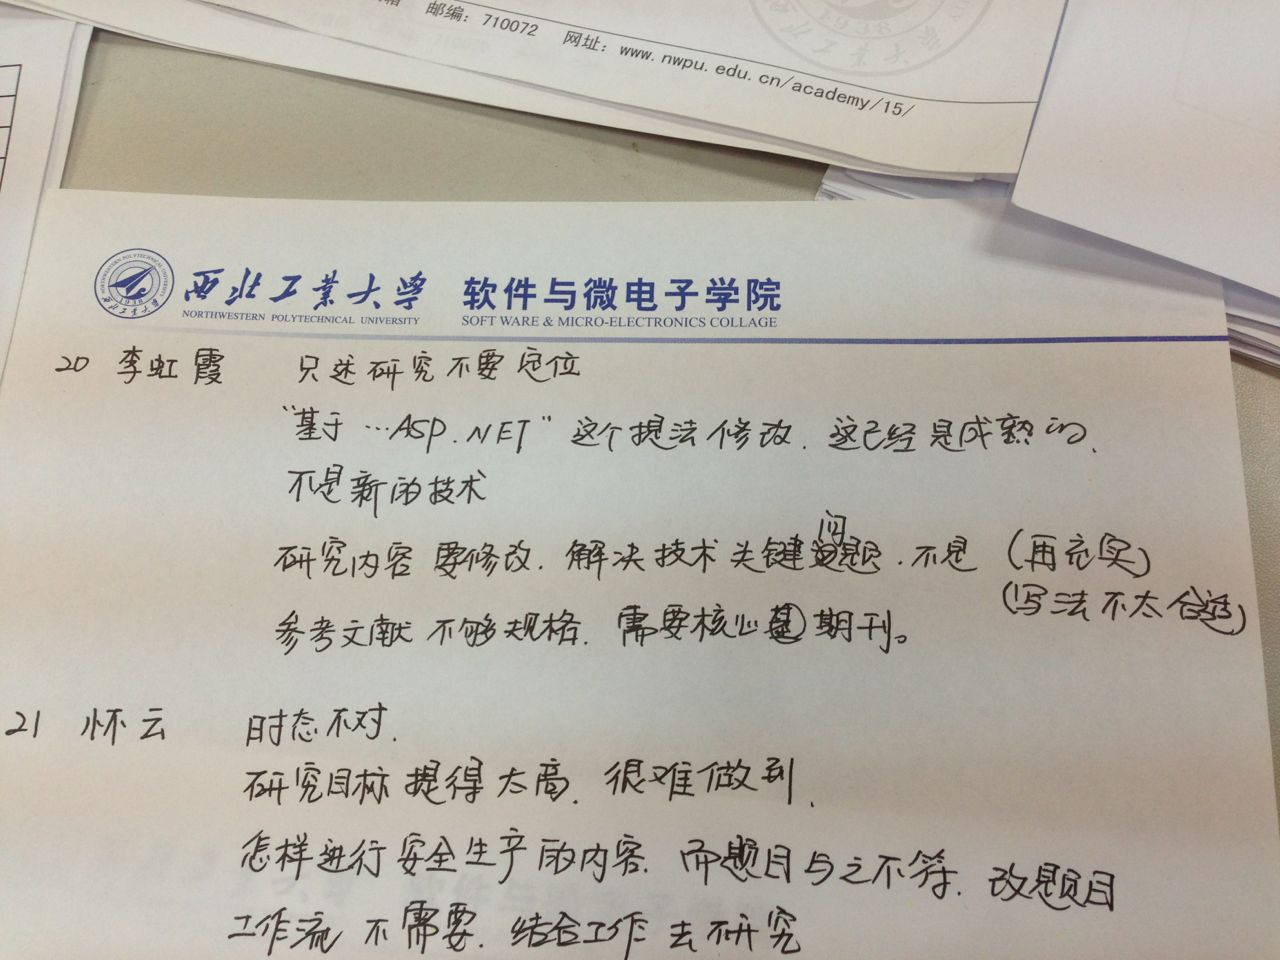 西北工业大学 软件与微电子学院
NORTHWESTERN POLYTECHNICAL UNIVERSITY SOFT WARE & MICRO-ELECTRONICS COLLAGE
20 李虹霞 只述研究不要定位
"基于…ASP.NET" 这个提法修改. 这已经是成熟的、
不是新的技术
研究内容要修改. 解决技术关键问题. 不是 (再充实)
参考文献不够规格. 需要核心期刊。 (写法不太合适)
21 怀云 时态不对.
研究目标提得太高. 很难做到.
怎样进行安全生产的内容. 而题目与之不符. 改题目
工作流, 不需要. 结合工作去研究
邮编: 710072 网址: www.nwpu.edu.cn/academy/15/